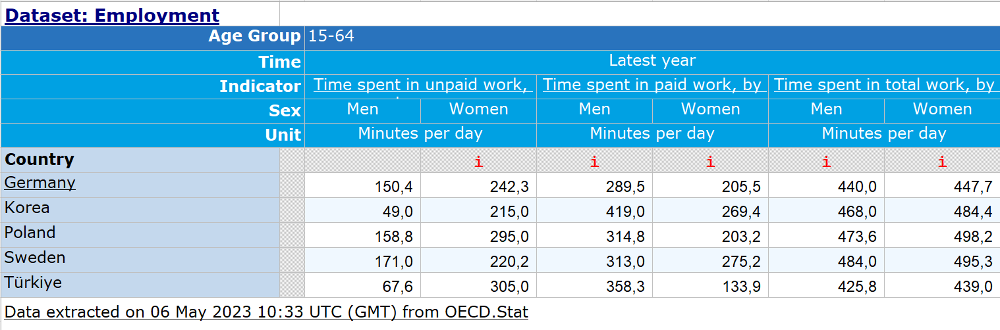 Dataset: Employment
Age Group 15-64
Time Latest year
Indicator Time spent in unpaid work, Time spent in paid work, by Time spent in total work, by
Sex Men Women Men Women Men Women
Unit Minutes per day Minutes per day Minutes per day
Country i i i i i
Germany 150,4 242,3 289,5 205,5 440,0 447,7
Korea 49,0 215,0 419,0 269,4 468,0 484,4
Poland 158,8 295,0 314,8 203,2 473,6 498,2
Sweden 171,0 220,2 313,0 275,2 484,0 495,3
Türkiye 67,6 305,0 358,3 133,9 425,8 439,0
Data extracted on 06 May 2023 10:33 UTC (GMT) from OECD.Stat